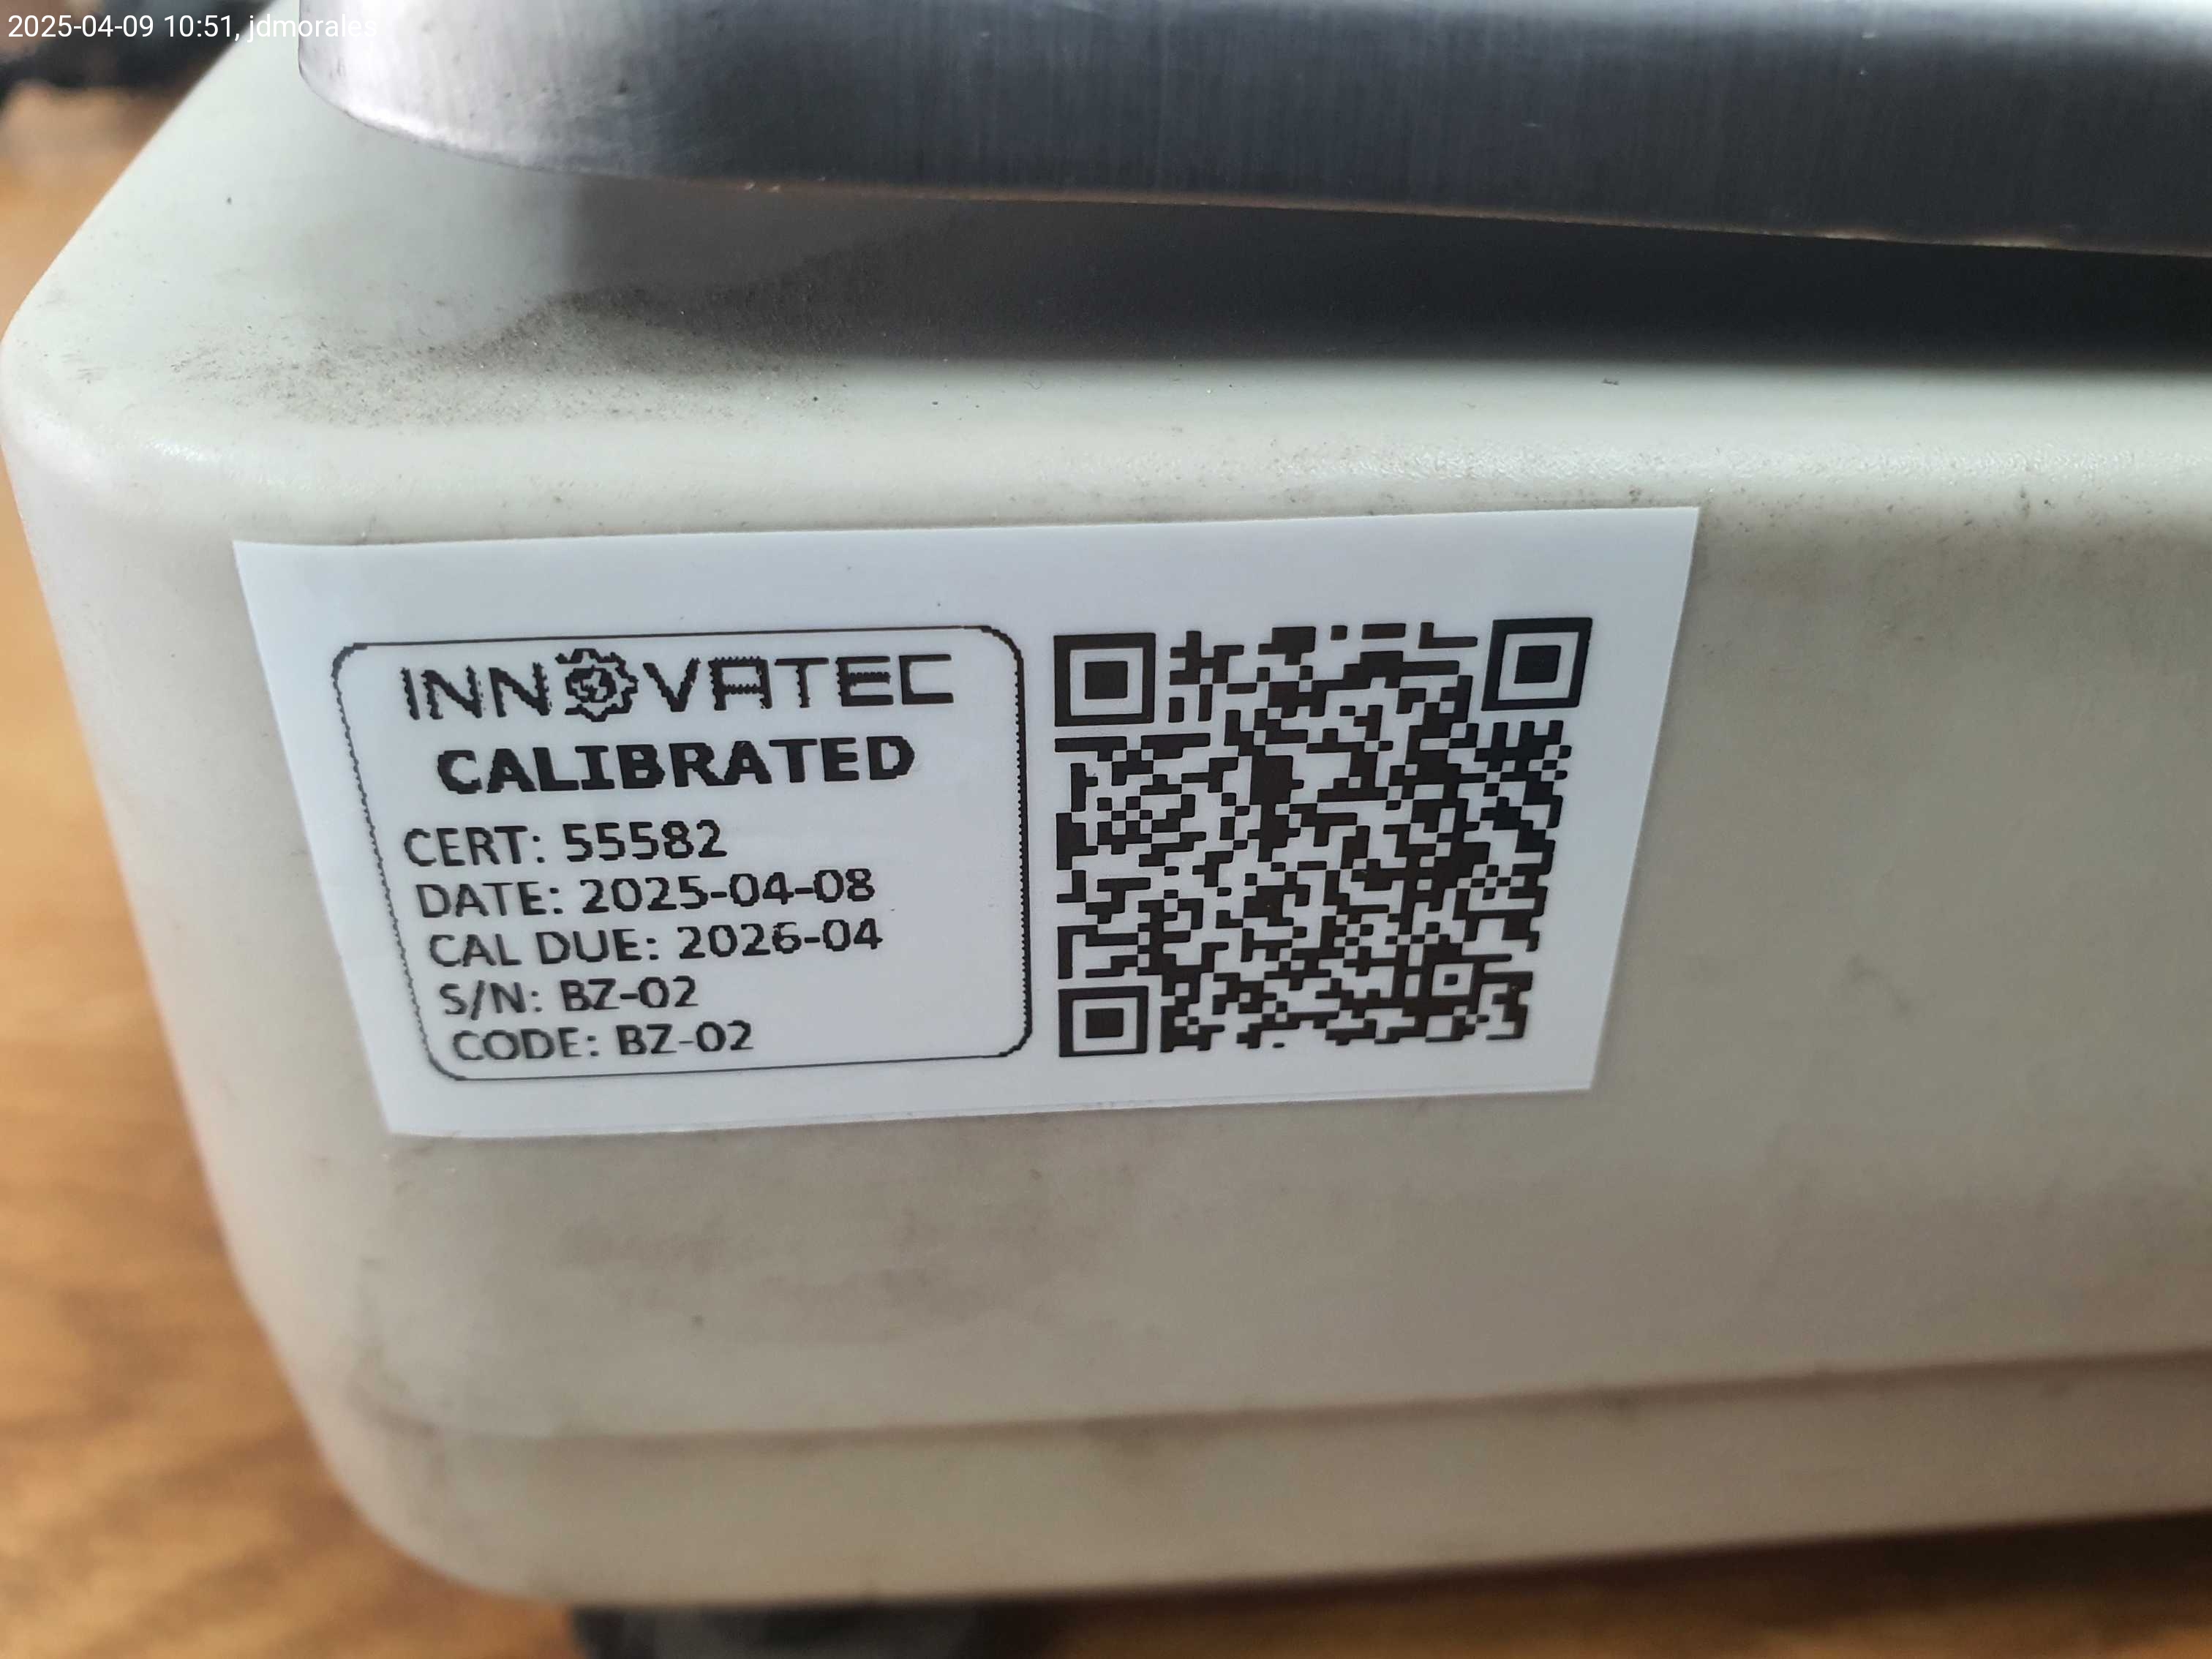 2025-04-09 10:51, jdmorales
INNOVATEC
CALIBRATED
CERT: 55582
DATE: 2025-04-08
CAL DUE: 2026-04
S/N: BZ-02
CODE: BZ-02